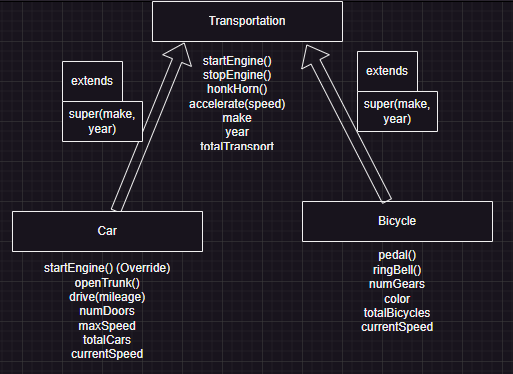 Transportation
startEngine()
stopEngine()
honkHorn()
accelerate(speed)
make
year
totalTransport
extends
super(make,
year)
extends
super(make,
year)
Car
startEngine() (Override)
openTrunk()
drive(mileage)
numDoors
maxSpeed
totalCars
currentSpeed
Bicycle
pedal()
ringBell()
numGears
color
totalBicycles
currentSpeed